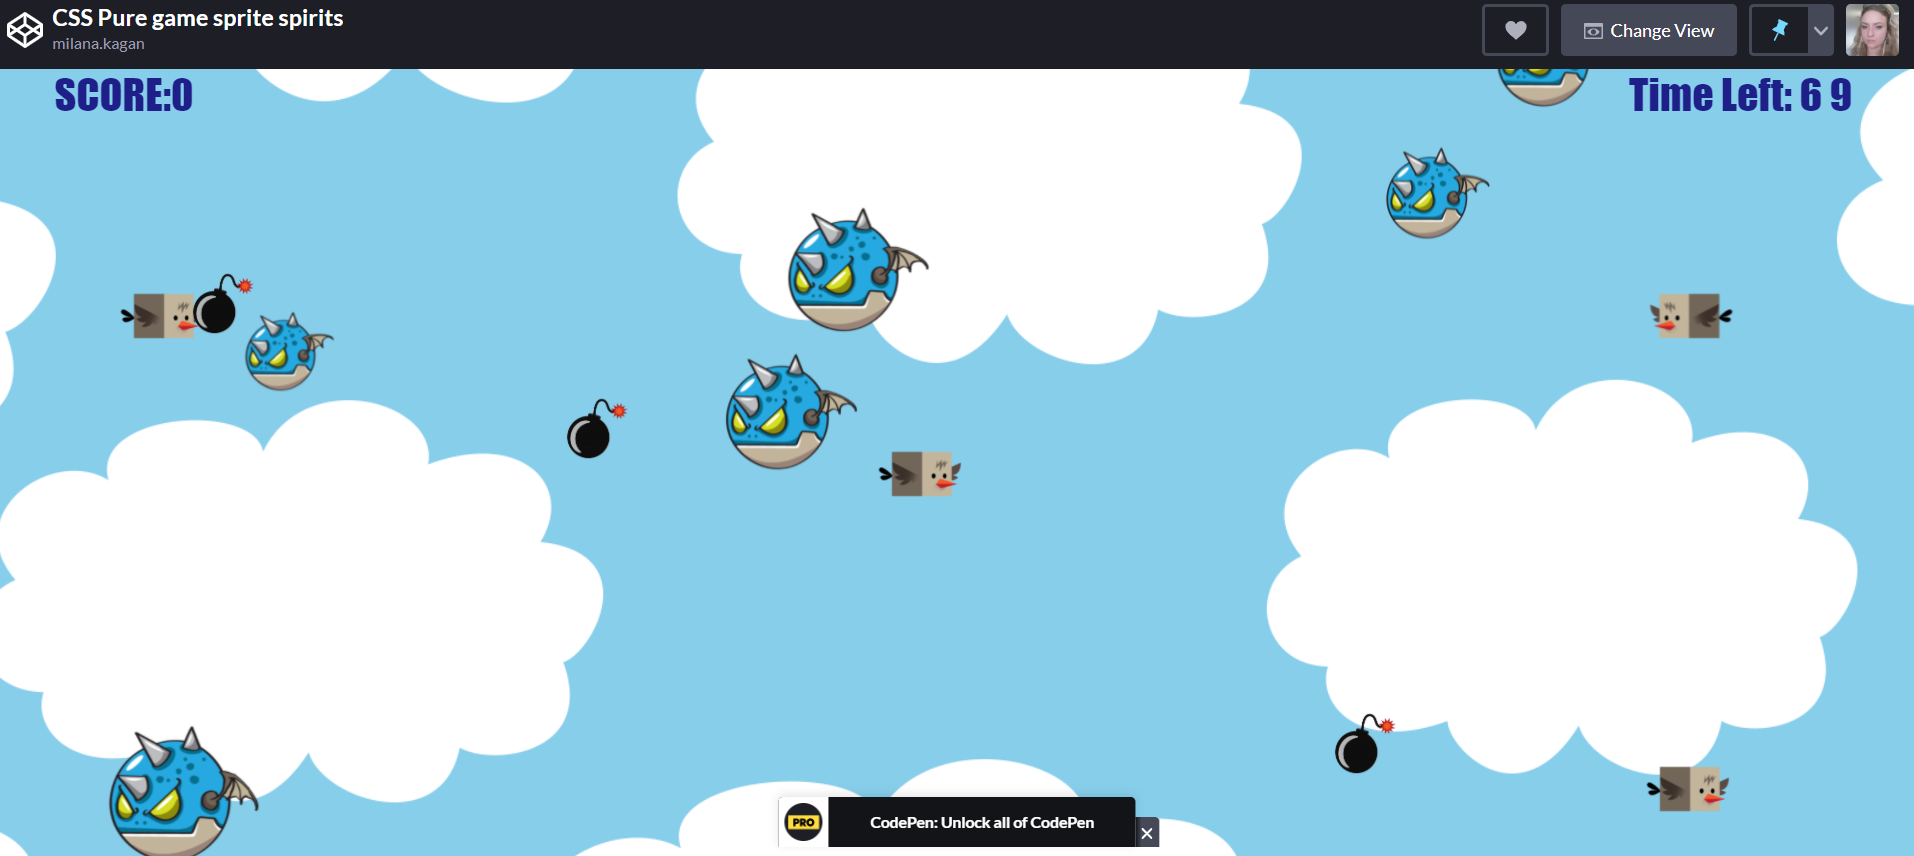 CSS Pure game sprite spirits
milana.kagan
Change View
SCORE:0
Time Left: 6 9
PRO
CodePen: Unlock all of CodePen